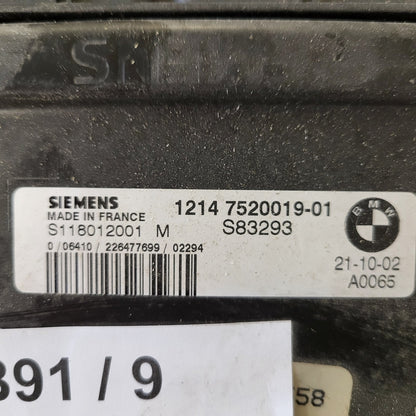 SIEMENS
MADE IN FRANCE
S118012001 M
0 / 06410 / 226477699 / 02294
1214 7520019-01
S83293
BMW
21-10-02
A0065
391 / 9
58